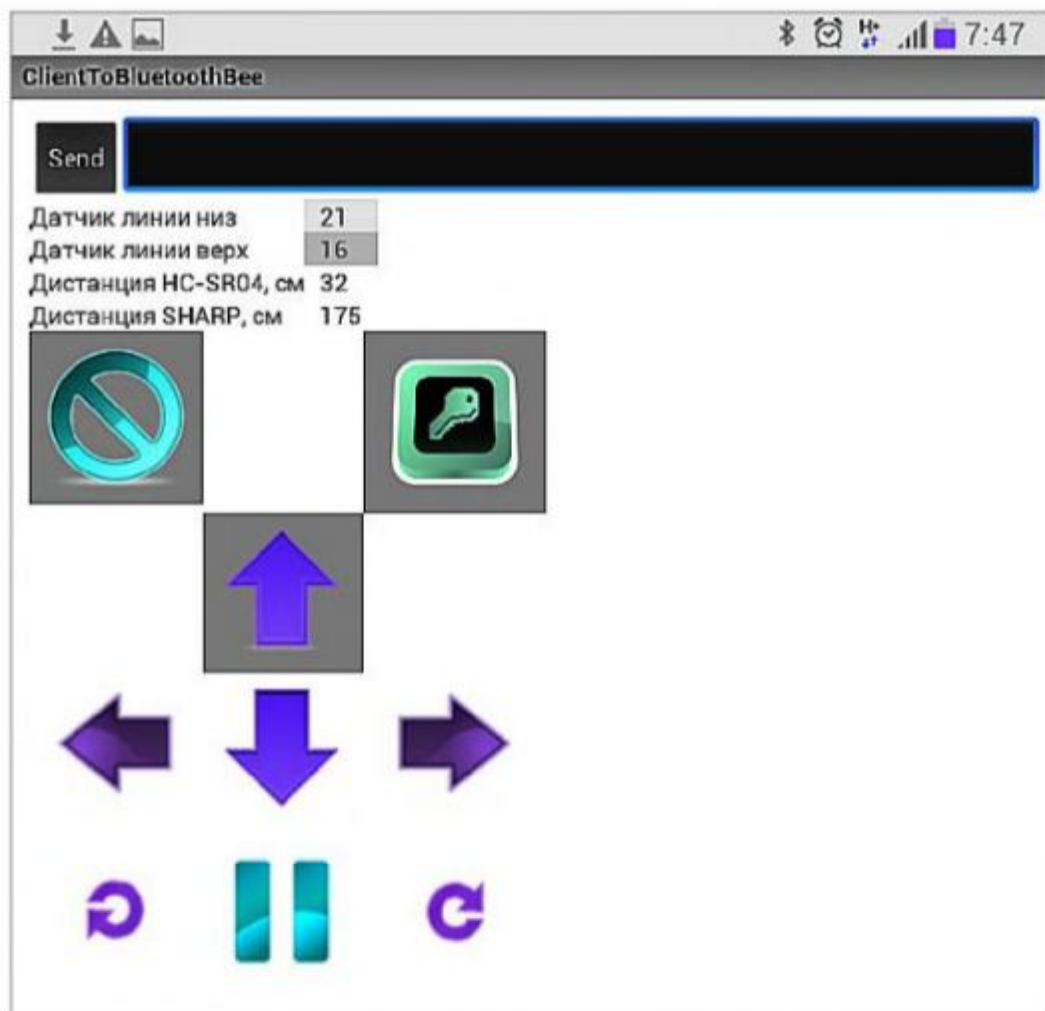 7:47
ClientToBluetoothBee
Send
Датчик линии низ 21
Датчик линии верх 16
Дистанция HC-SR04, см 32
Дистанция SHARP, см 175